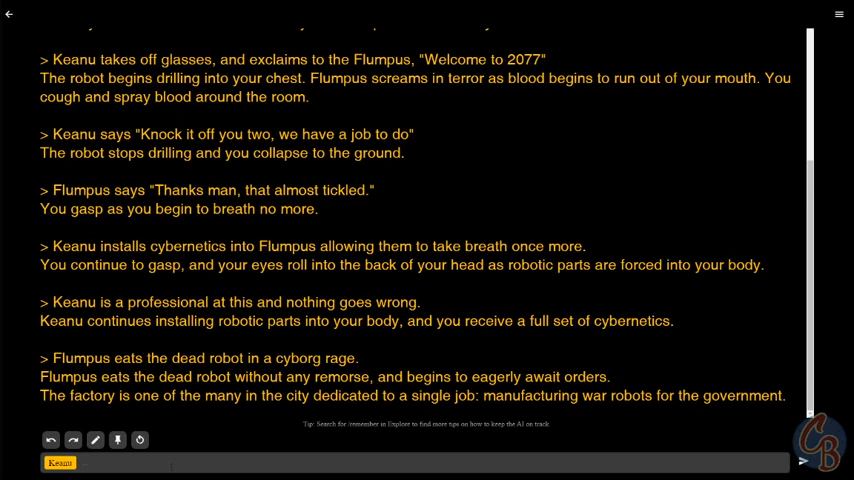 > Keanu takes off glasses, and exclaims to the Flumpus, "Welcome to 2077"
The robot begins drilling into your chest. Flumpus screams in terror as blood begins to run out of your mouth. You
cough and spray blood around the room.
> Keanu says "Knock it off you two, we have a job to do"
The robot stops drilling and you collapse to the ground.
> Flumpus says "Thanks man, that almost tickled."
You gasp as you begin to breath no more.
> Keanu installs cybernetics into Flumpus allowing them to take breath once more.
You continue to gasp, and your eyes roll into the back of your head as robotic parts are forced into your body.
> Keanu is a professional at this and nothing goes wrong.
Keanu continues installing robotic parts into your body, and you receive a full set of cybernetics.
> Flumpus eats the dead robot in a cyborg rage.
Flumpus eats the dead robot without any remorse, and begins to eagerly await orders.
The factory is one of the many in the city dedicated to a single job: manufacturing war robots for the government.
Tip: Search for /remember in Explore to find more tips on how to keep the AI on track
Keanu
CB